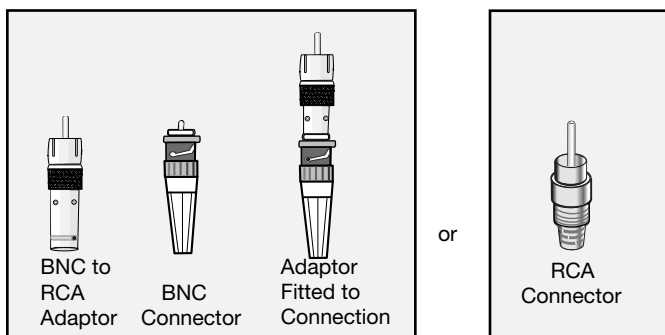 BNC to
RCA
Adaptor
BNC
Connector
Adaptor
Fitted to
Connection
or
RCA
Connector